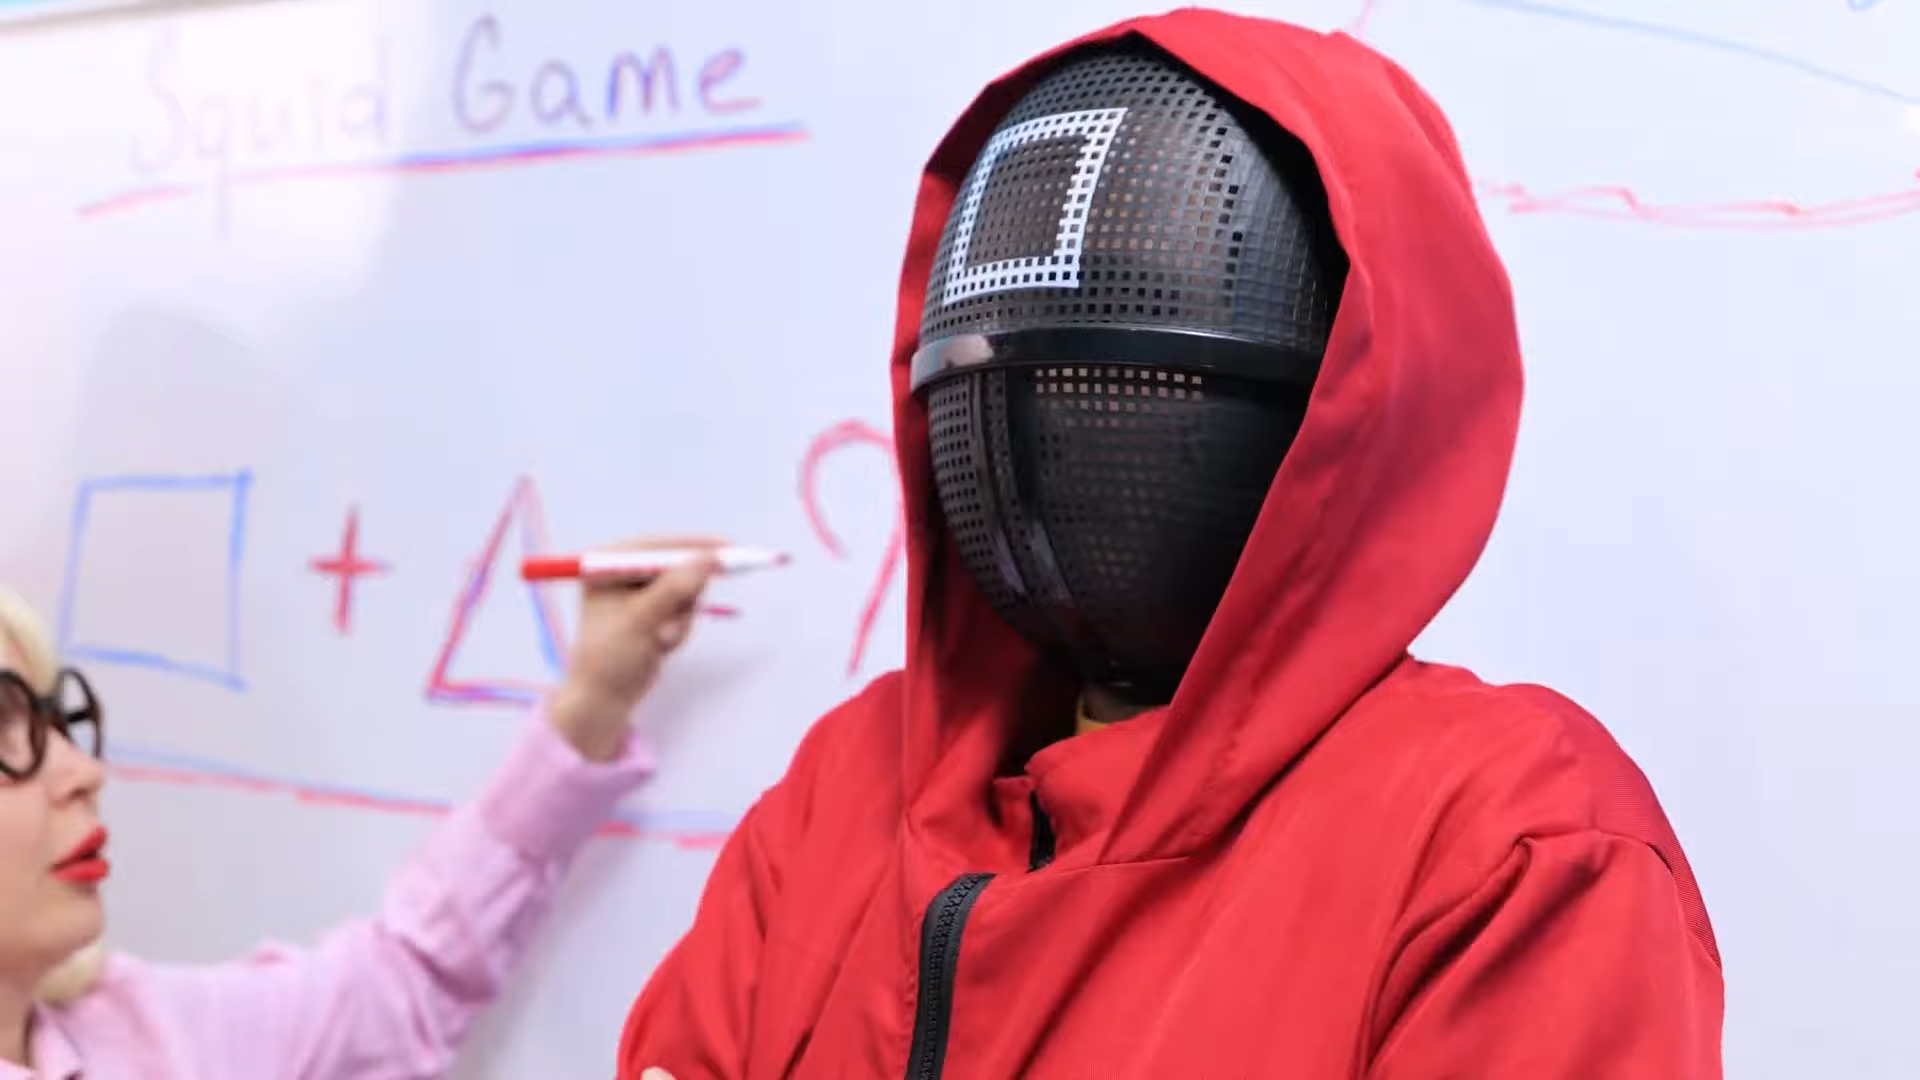 Squid Game
+ = ?